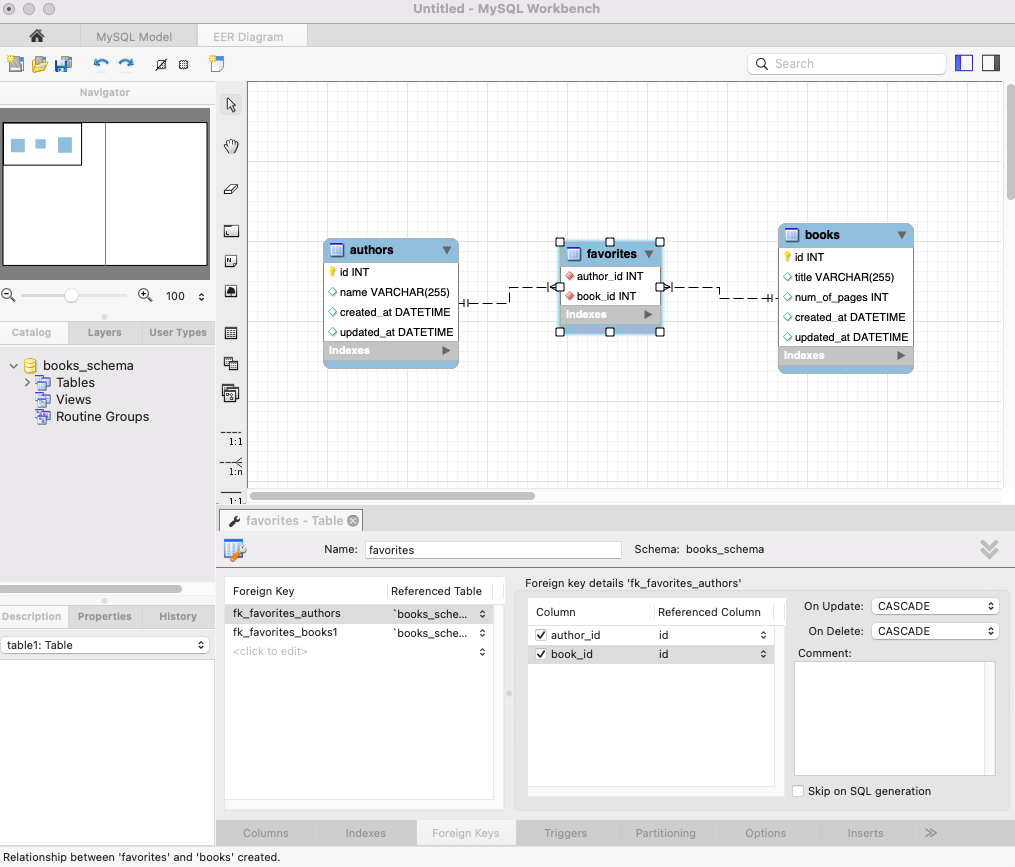 Untitled - MySQL Workbench
MySQL Model
EER Diagram
Search
Navigator
100
Catalog
Layers
User Types
books_schema
Tables
Views
Routine Groups
Description
Properties
History
table1: Table
1:1
1:n
1:1
authors
id INT
name VARCHAR(255)
created_at DATETIME
updated_at DATETIME
Indexes
favorites
author_id INT
book_id INT
Indexes
books
id INT
title VARCHAR(255)
num_of_pages INT
created_at DATETIME
updated_at DATETIME
Indexes
favorites - Table
Name:
favorites
Schema:
books_schema
Foreign Key
Referenced Table
fk_favorites_authors
`books_sche...
fk_favorites_books1
`books_sche...
<click to edit>
Foreign key details 'fk_favorites_authors'
Column
Referenced Column
author_id
id
book_id
id
On Update:
CASCADE
On Delete:
CASCADE
Comment:
Skip on SQL generation
Columns
Indexes
Foreign Keys
Triggers
Partitioning
Options
Inserts
Relationship between 'favorites' and 'books' created.